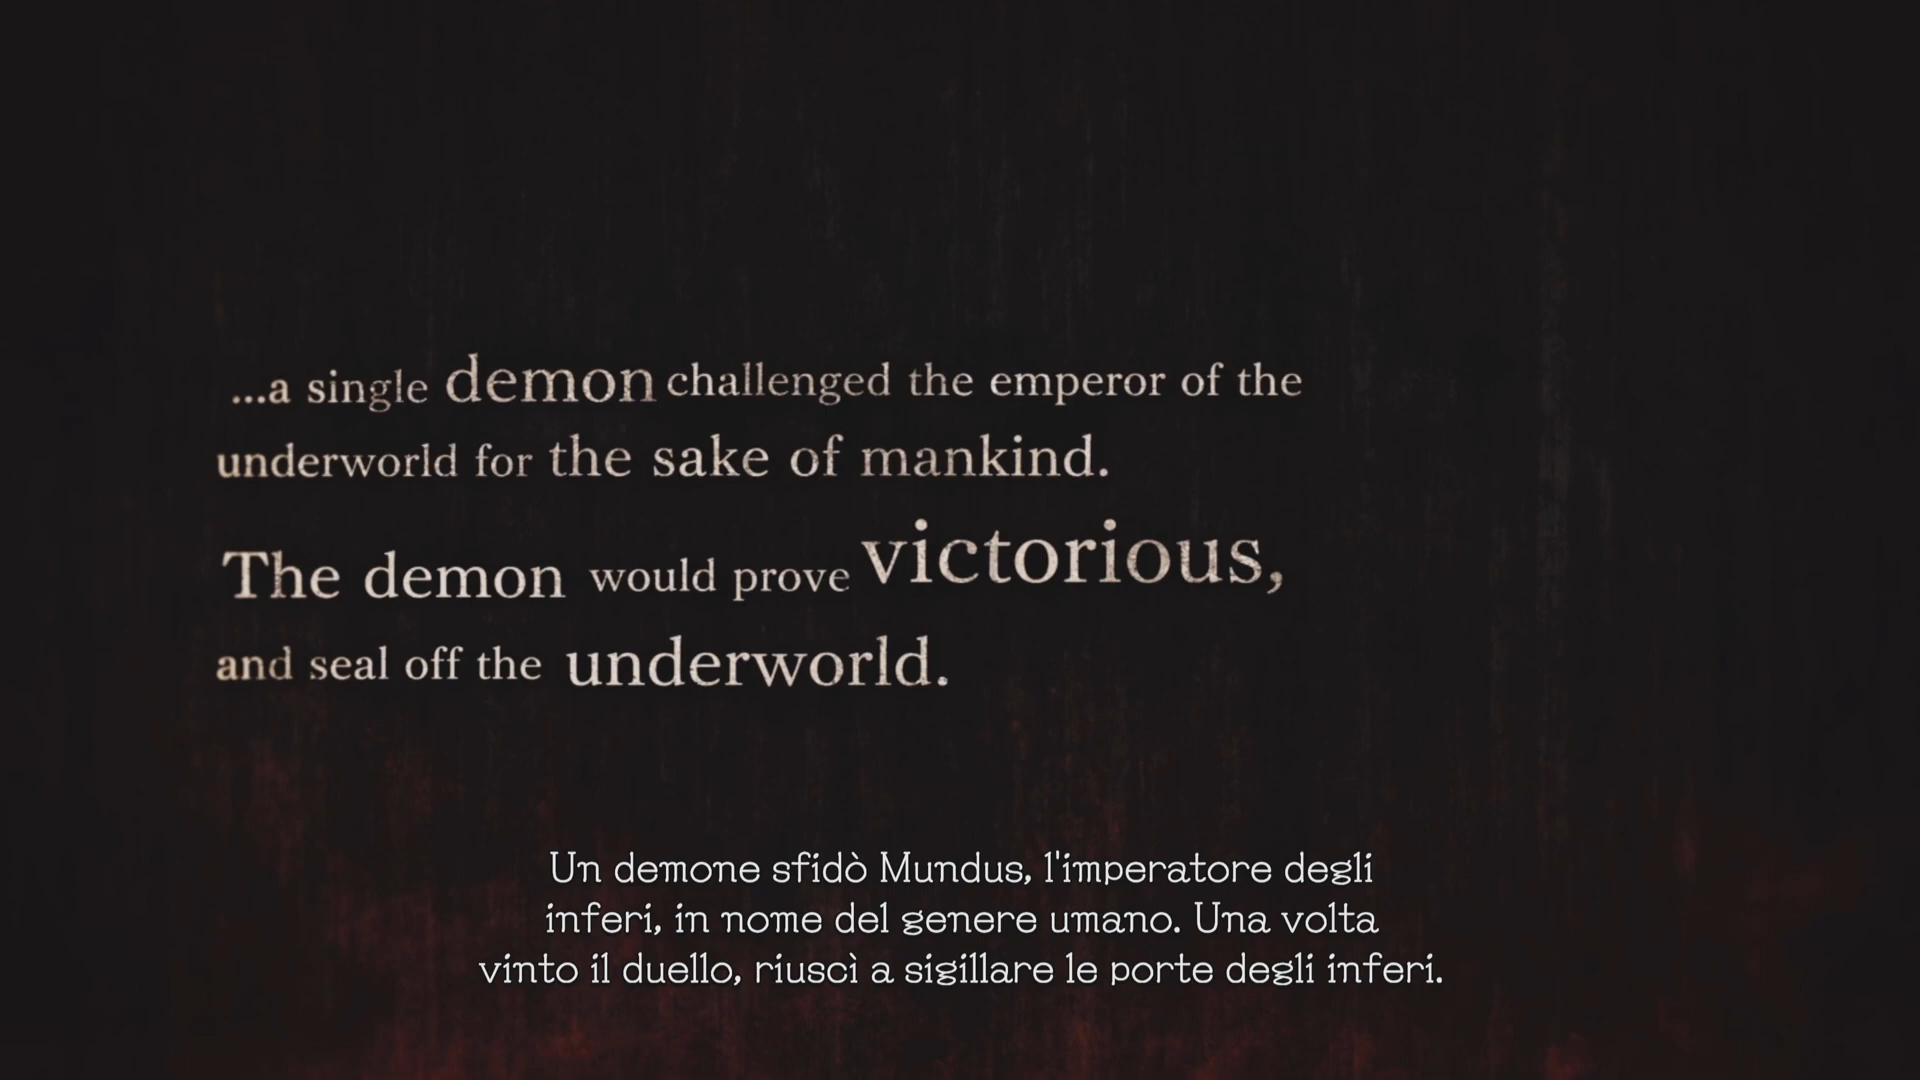 ...a single demon challenged the emperor of the
underworld for the sake of mankind.
The demon would prove victorious,
and seal off the underworld.
Un demone sfidò Mundus, l'imperatore degli
inferi, in nome del genere umano. Una volta
vinto il duello, riuscì a sigillare le porte degli inferi.